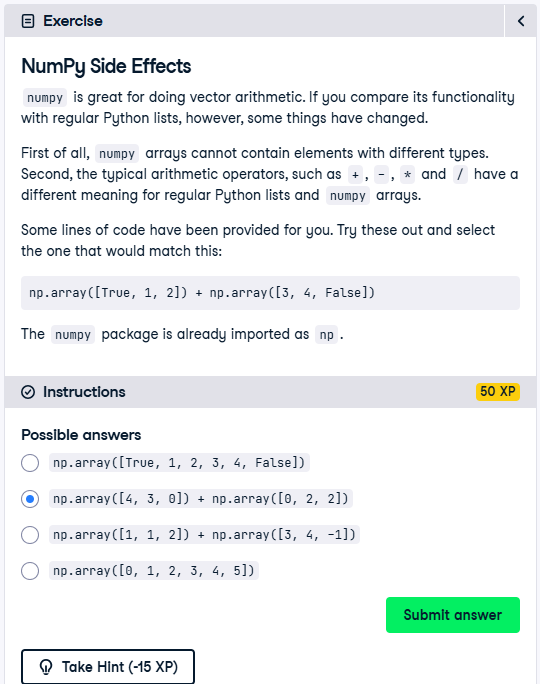 Exercise
NumPy Side Effects
numpy is great for doing vector arithmetic. If you compare its functionality
with regular Python lists, however, some things have changed.
First of all, numpy arrays cannot contain elements with different types.
Second, the typical arithmetic operators, such as +, -, * and / have a
different meaning for regular Python lists and numpy arrays.
Some lines of code have been provided for you. Try these out and select
the one that would match this:
np.array([True, 1, 2]) + np.array([3, 4, False])
The numpy package is already imported as np.
Instructions 50 XP
Possible answers
np.array([True, 1, 2, 3, 4, False])
np.array([4, 3, 0]) + np.array([0, 2, 2])
np.array([1, 1, 2]) + np.array([3, 4, -1])
np.array([0, 1, 2, 3, 4, 5])
Submit answer
Take Hint (-15 XP)